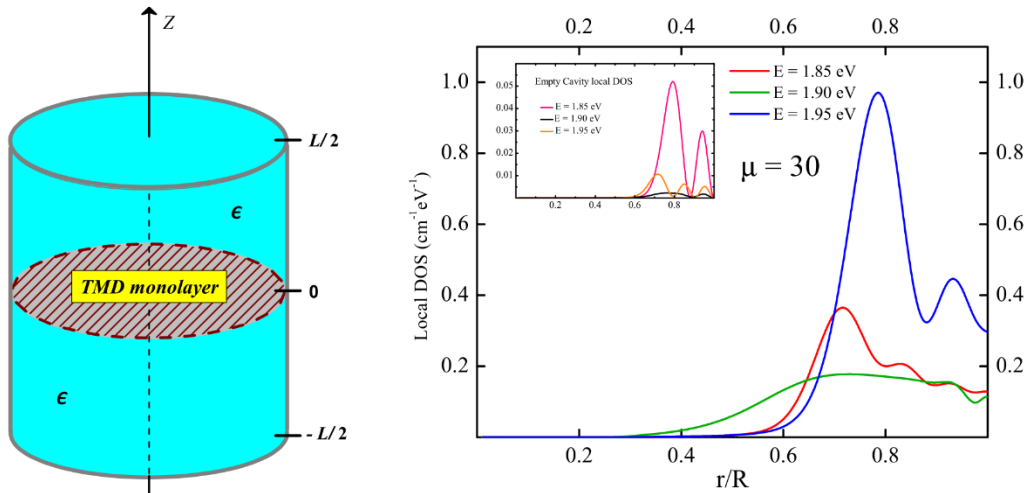 Z
L/2
ϵ
TMD monolayer
0
ϵ
- L/2
0.2 0.4 0.6 0.8
1.0
0.8
0.6
0.4
0.2
Local DOS (cm⁻¹ eV⁻¹)
Empty Cavity local DOS
E = 1.85 eV
E = 1.90 eV
E = 1.95 eV
0.05
0.04
0.03
0.02
0.01
0.2 0.4 0.6 0.8
E = 1.85 eV
E = 1.90 eV
E = 1.95 eV
μ = 30
1.0
0.8
0.6
0.4
0.2
0.2 0.4 0.6 0.8
r/R